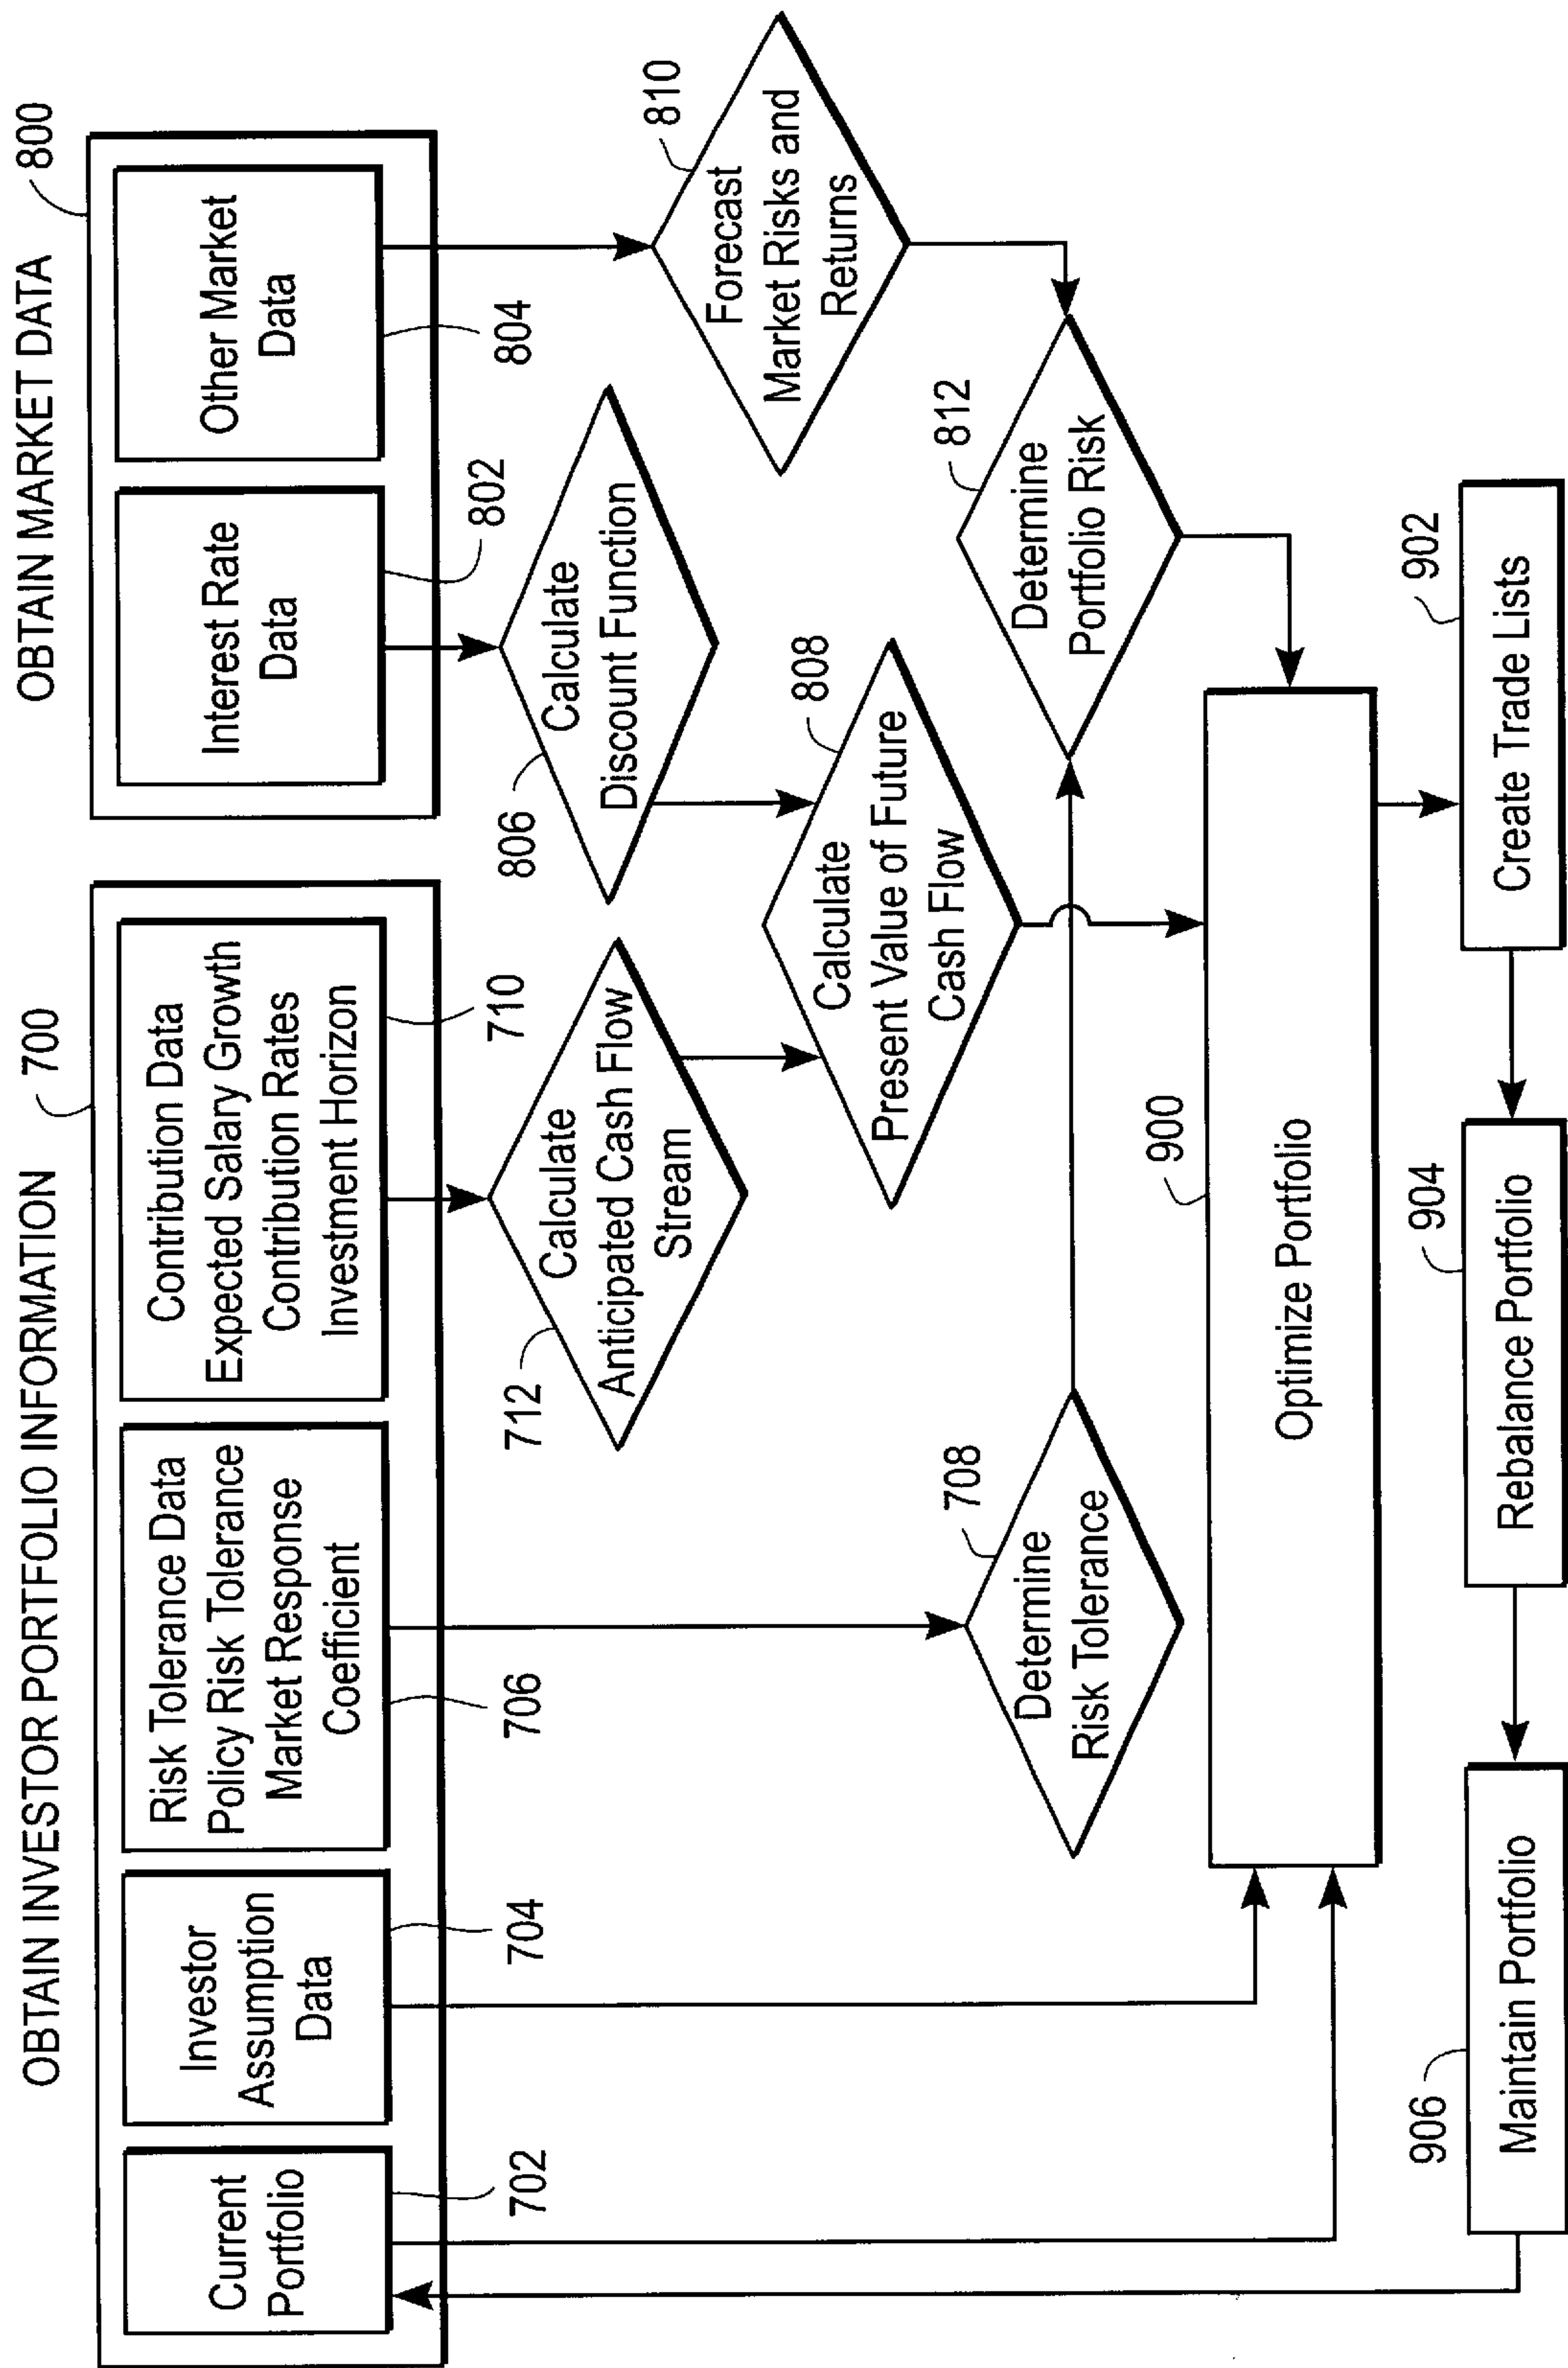 OBTAIN INVESTOR PORTFOLIO INFORMATION
700
Current
Portfolio
702
Investor
Assumption
Data
704
Risk Tolerance Data
Policy Risk Tolerance
Market Response
Coefficient
706
Contribution Data
Expected Salary Growth
Contribution Rates
Investment Horizon
710
OBTAIN MARKET DATA
800
Interest Rate
Data
802
Other Market
Data
804
712
Calculate
Anticipated Cash Flow
Stream
806
Calculate
Discount Function
810
Forecast
Market Risks and
Returns
808
Calculate
Present Value of Future
Cash Flow
708
Determine
Risk Tolerance
812
Determine
Portfolio Risk
900
Optimize Portfolio
906
Maintain Portfolio
904
Rebalance Portfolio
902
Create Trade Lists